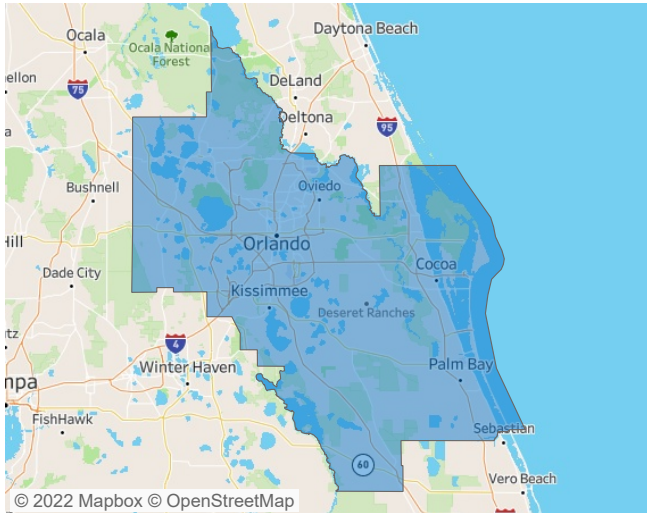 Daytona Beach
Ocala
Ocala National
Forest
ellon
DeLand
75
Deltona
95
a
Bushnell
Oviedo
Hill
Orlando
Dade City
Cocoa
Kissimmee
Deseret Ranches
tz
4
Winter Haven
Palm Bay
mpa
FishHawk
Sebastian
60
Vero Beach
© 2022 Mapbox © OpenStreetMap